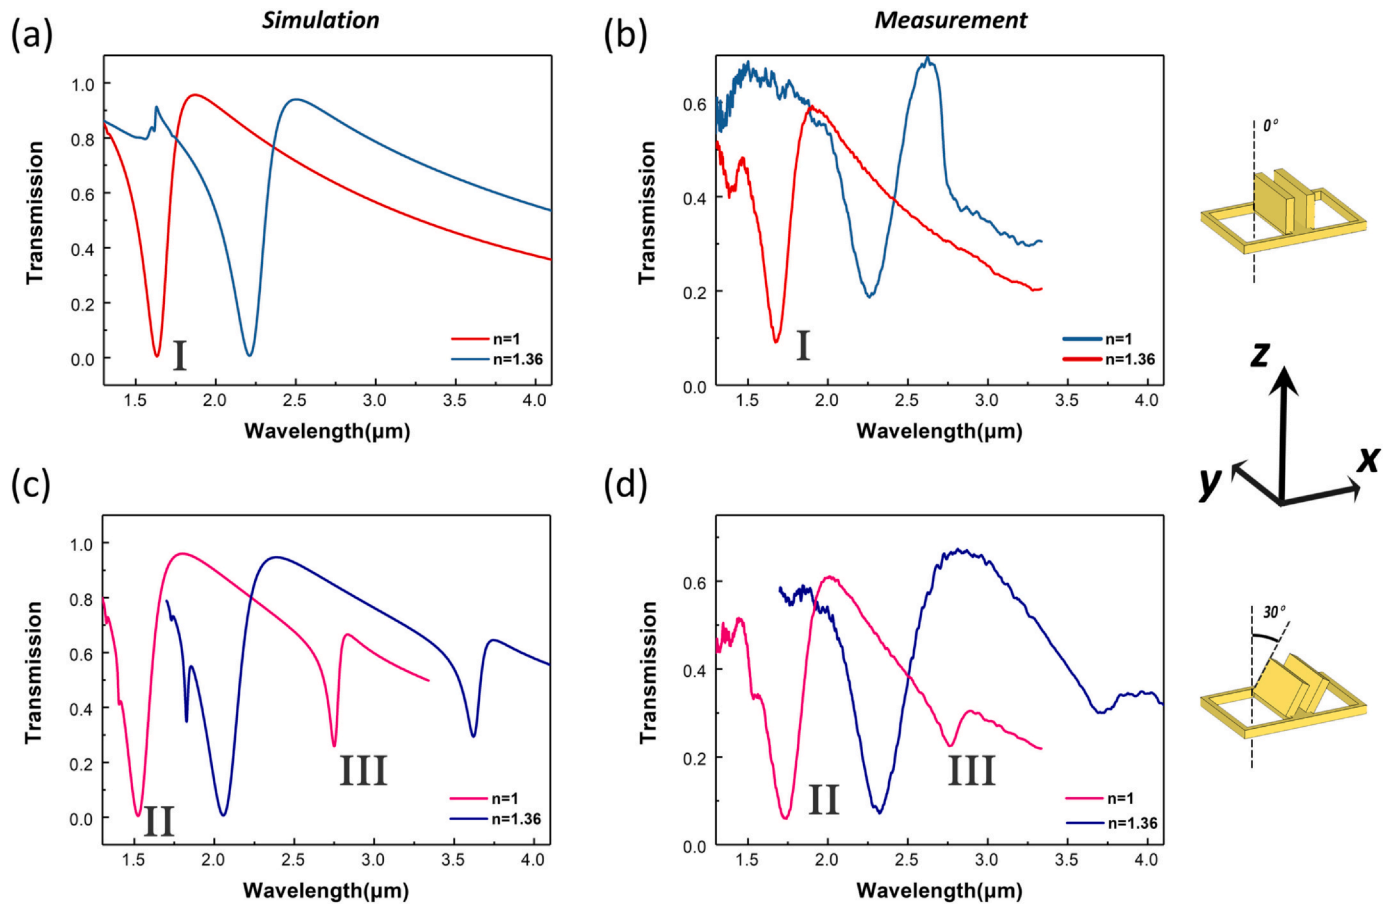 Simulation
Measurement
(a)
(b)
1.0
0.8
0.6
0.4
0.2
0.0
Transmission
I
n=1
n=1.36
1.5 2.0 2.5 3.0 3.5 4.0
Wavelength(μm)
0.6
0.4
0.2
0.0
Transmission
I
n=1
n=1.36
1.5 2.0 2.5 3.0 3.5 4.0
Wavelength(μm)
0°
z
y
x
(c)
(d)
1.0
0.8
0.6
0.4
0.2
0.0
Transmission
II
III
n=1
n=1.36
1.5 2.0 2.5 3.0 3.5 4.0
Wavelength(μm)
0.6
0.4
0.2
0.0
Transmission
II
III
n=1
n=1.36
1.5 2.0 2.5 3.0 3.5 4.0
Wavelength(μm)
30°